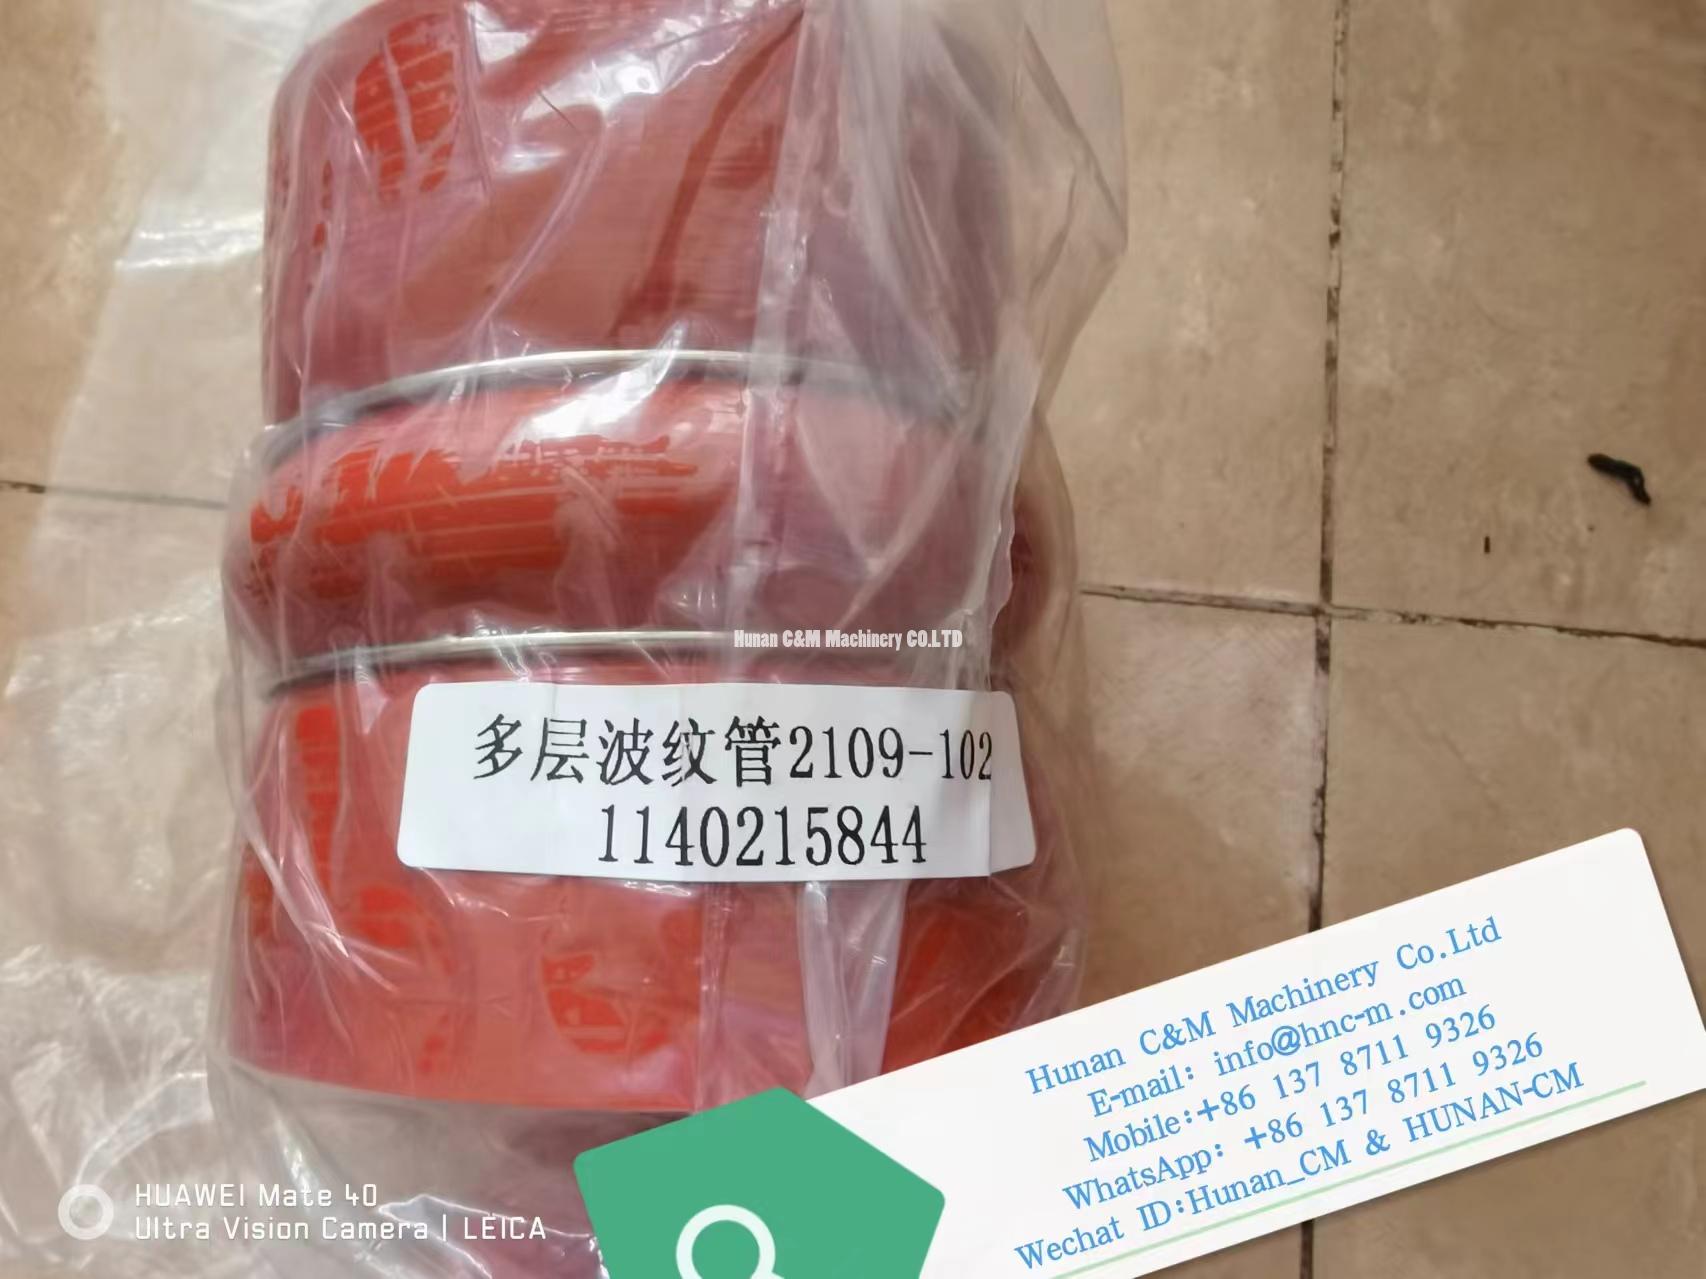 Hunan C&M Machinery CO.LTD
多层波纹管2109-102
1140215844
Hunan C&M Machinery Co.Ltd
E-mail: info@hnc-m.com
Mobile:+86 137 8711 9326
WhatsApp: +86 137 8711 9326
Wechat ID:Hunan_CM & HUNAN-CM
HUAWEI Mate 40
Ultra Vision Camera | LEICA